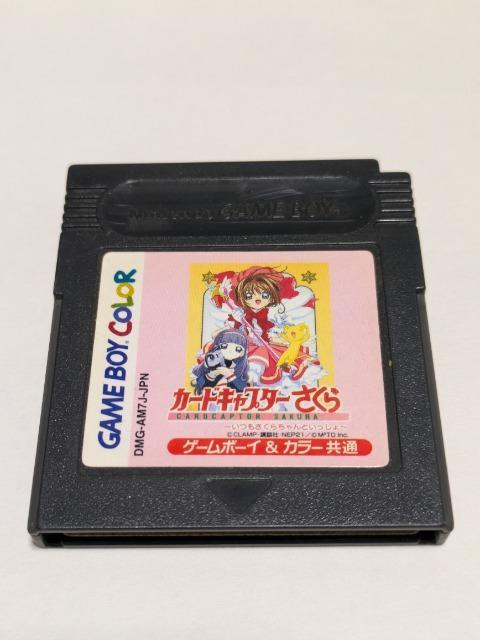 Nintendo GAME BOY
GAME BOY COLOR
DMG-AM7J-JPN
カードキャプターさくら
CARDCAPTOR SAKURA
~いつもさくらちゃんといっしょ~
©CLAMP・講談社・NEP21/© MTO Inc.
ゲームボーイ & カラー共通